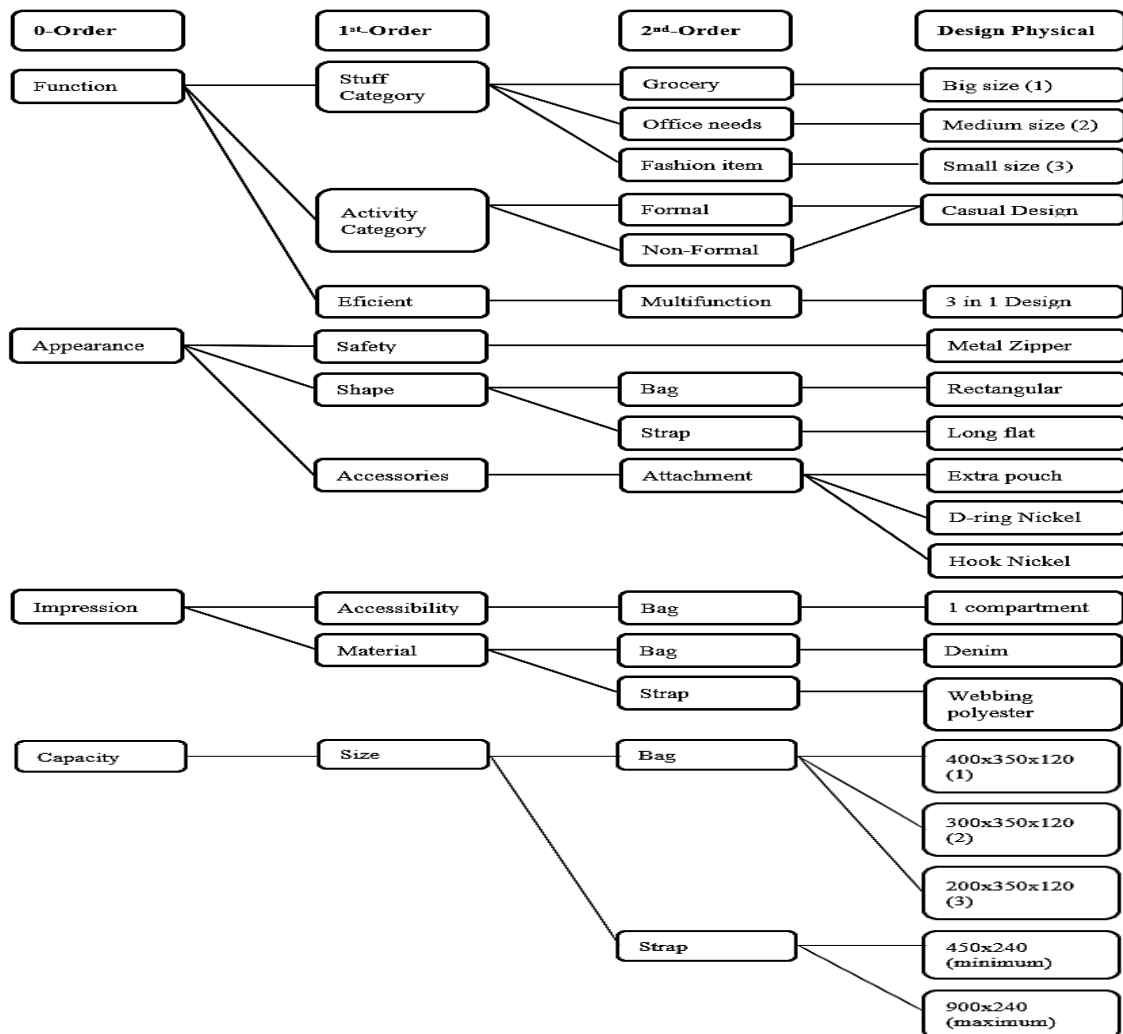 0-Order
1st-Order
2nd-Order
Design Physical
Function
Stuff
Category
Grocery
Big size (1)
Office needs
Medium size (2)
Fashion item
Small size (3)
Activity
Category
Formal
Casual Design
Non-Formal
Eficient
Multifunction
3 in 1 Design
Appearance
Safety
Metal Zipper
Shape
Bag
Rectangular
Strap
Long flat
Accessories
Attachment
Extra pouch
D-ring Nickel
Hook Nickel
Impression
Accessibility
Bag
1 compartment
Material
Bag
Denim
Strap
Webbing
polyester
Capacity
Size
Bag
400x350x120
(1)
300x350x120
(2)
200x350x120
(3)
Strap
450x240
(minimum)
900x240
(maximum)